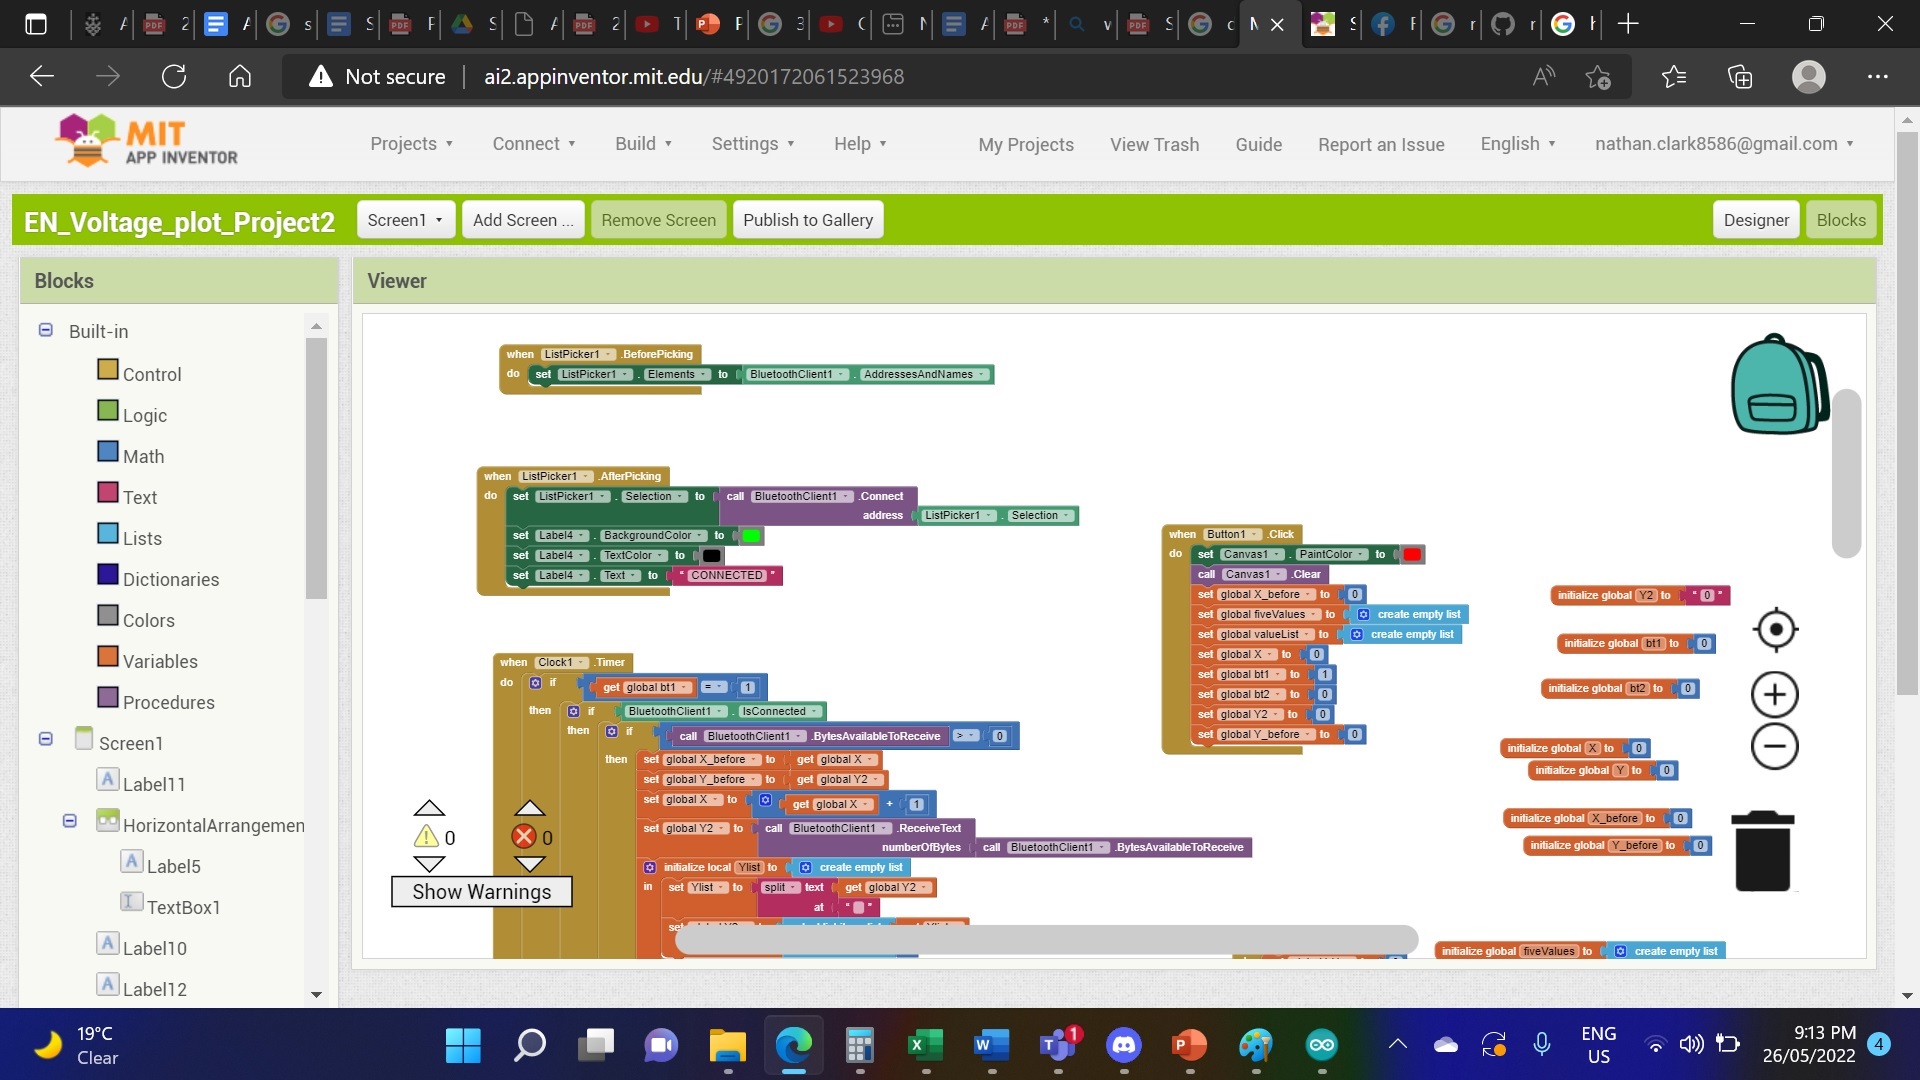 Not secure
ai2.appinventor.mit.edu/#4920172061523968
MIT
APP INVENTOR
Projects
Connect
Build
Settings
Help
My Projects
View Trash
Guide
Report an Issue
English
nathan.clark8586@gmail.com
EN_Voltage_plot_Project2
Screen1
Add Screen ...
Remove Screen
Publish to Gallery
Designer
Blocks
Blocks
Viewer
Built-in
Control
Logic
Math
Text
Lists
Dictionaries
Colors
Variables
Procedures
Screen1
Label11
HorizontalArrangemen
Label5
TextBox1
Label10
Label12
when ListPicker1 .BeforePicking
do set ListPicker1 . Elements to BluetoothClient1 . AddressesAndNames
when ListPicker1 .AfterPicking
do set ListPicker1 . Selection to call BluetoothClient1 .Connect
address ListPicker1 . Selection
set Label4 . BackgroundColor to
set Label4 . TextColor to
set Label4 . Text to " CONNECTED "
when Clock1 .Timer
do if get global bt1 = 1
then if BluetoothClient1 . IsConnected
then if call BluetoothClient1 .BytesAvailableToReceive > 0
then set global X_before to get global X
set global Y_before to get global Y2
set global X to get global X + 1
set global Y2 to call BluetoothClient1 .ReceiveText
numberOfBytes call BluetoothClient1 .BytesAvailableToReceive
initialize local Ylist to create empty list
in set Ylist to split text get global Y2
at " "
set
0
0
Show Warnings
when Button1 .Click
do set Canvas1 . PaintColor to
call Canvas1 .Clear
set global X_before to 0
set global fiveValues to create empty list
set global valueList to create empty list
set global X to 0
set global bt1 to 1
set global bt2 to 0
set global Y2 to 0
set global Y_before to 0
initialize global Y2 to " 0 "
initialize global bt1 to 0
initialize global bt2 to 0
initialize global X to 0
initialize global Y to 0
initialize global X_before to 0
initialize global Y_before to 0
initialize global fiveValues to create empty list
19°C
Clear
1
ENG
US
9:13 PM
26/05/2022
4